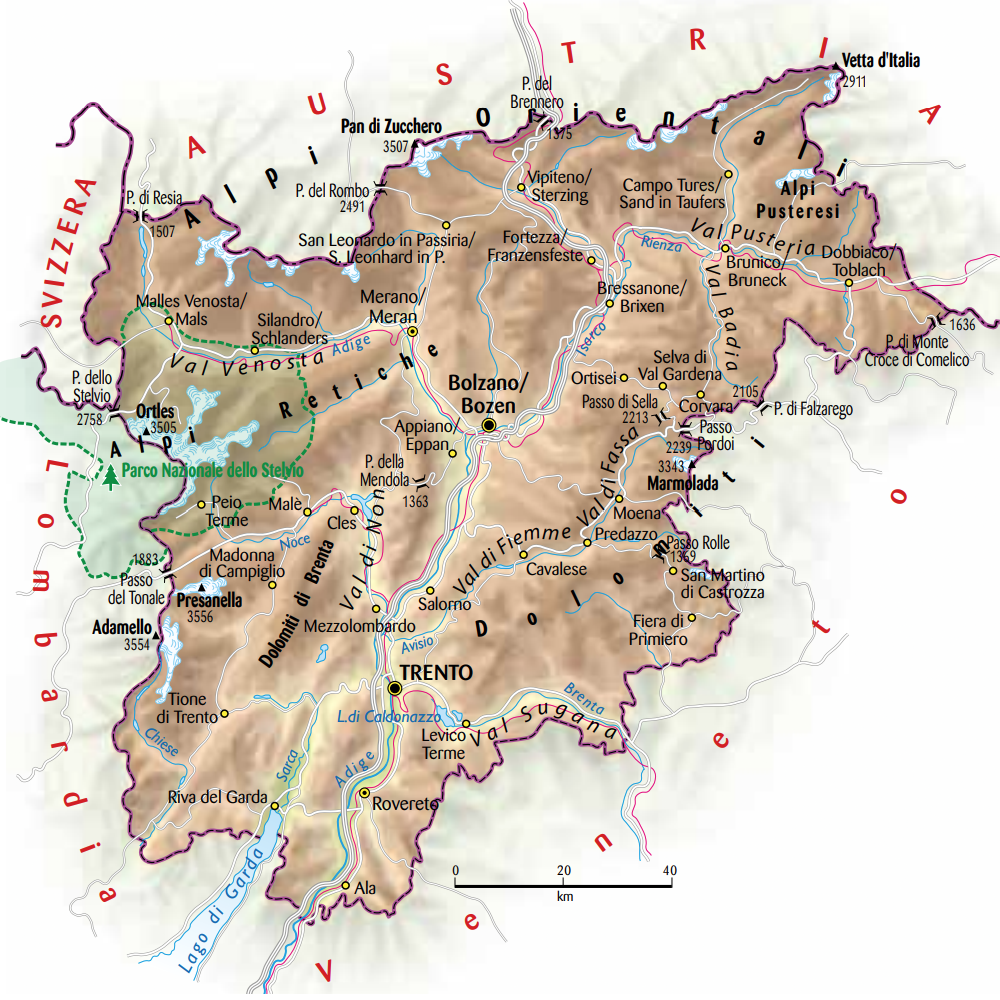 AUSTRIA
SVIZZERA
Lombardia
Veneto
Alpi Orientali
Vetta d'Italia
2911
P. del
Brennero
1375
Pan di Zucchero
3507
P. del Rombo
2491
P. di Resia
1507
Vipiteno/
Sterzing
Campo Tures/
Sand in Taufers
Alpi
Pusteresi
San Leonardo in Passiria/
S. Leonhard in P.
Fortezza/
Franzensfeste
Rienza
Val Pusteria
Brunico/
Bruneck
Dobbiaco/
Toblach
Malles Venosta/
Mals
Silandro/
Schlanders
Merano/
Meran
Bressanone/
Brixen
Val Badia
1636
P. di Monte
Croce di Comelico
Val Venosta
Adige
Isarco
Alpi Retiche
P. dello
Stelvio
2758
Ortles
3505
Bolzano/
Bozen
Ortisei
Selva di
Val Gardena
Passo di Sella
2213
Corvara
2105
P. di Falzarego
Passo
Pordoi
2239
3343
Marmolada
Appiano/
Eppan
P. della
Mendola
1363
Parco Nazionale dello Stelvio
Val di Fassa
Moena
Peio
Terme
Malè
Cles
Val di Non
Noce
Val di Fiemme
Predazzo
Cavalese
Passo Rolle
1369
San Martino
di Castrozza
Dolomiti
1883
Passo
del Tonale
Madonna
di Campiglio
Dolomiti di Brenta
Presanella
3556
Adamello
3554
Salorno
Mezzolombardo
Avisio
Fiera di
Primiero
TRENTO
Tione
di Trento
L.di Caldonazzo
Levico
Terme
Val Sugana
Brenta
Chiese
Sarca
Adige
Riva del Garda
Rovereto
Lago di Garda
Ala
0 20 40
km